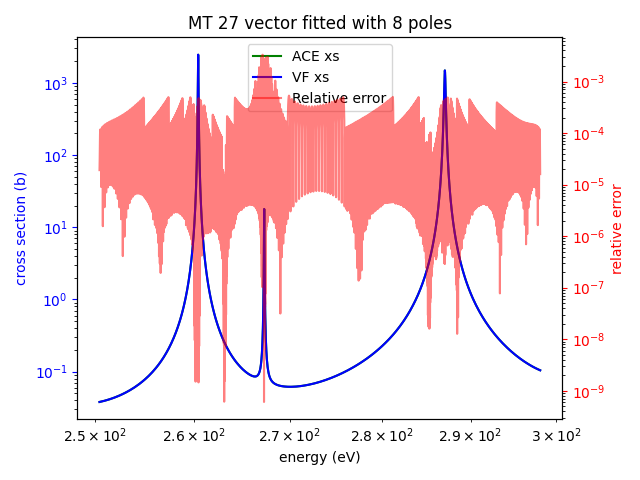 MT 27 vector fitted with 8 poles
ACE xs
VF xs
Relative error
10³
10²
10¹
10⁰
10⁻¹
cross section (b)
10⁻³
10⁻⁴
10⁻⁵
10⁻⁶
10⁻⁷
10⁻⁸
10⁻⁹
relative error
2.5 × 10² 2.6 × 10² 2.7 × 10² 2.8 × 10² 2.9 × 10² 3 × 10²
energy (eV)